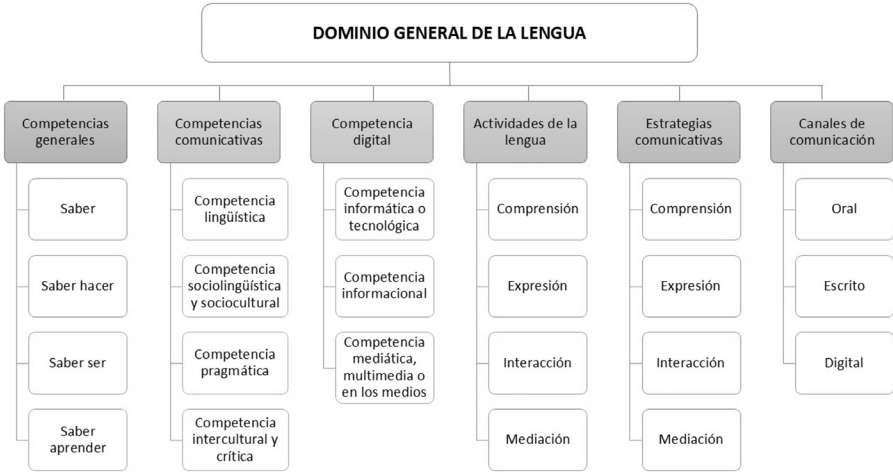 DOMINIO GENERAL DE LA LENGUA
Competencias
generales
Saber
Saber hacer
Saber ser
Saber
aprender
Competencias
comunicativas
Competencia
lingüística
Competencia
sociolingüística
y sociocultural
Competencia
pragmática
Competencia
intercultural y
crítica
Competencia
digital
Competencia
informática o
tecnológica
Competencia
informacional
Competencia
mediática,
multimedia o
en los medios
Actividades de la
lengua
Comprensión
Expresión
Interacción
Mediación
Estrategias
comunicativas
Comprensión
Expresión
Interacción
Mediación
Canales de
comunicación
Oral
Escrito
Digital